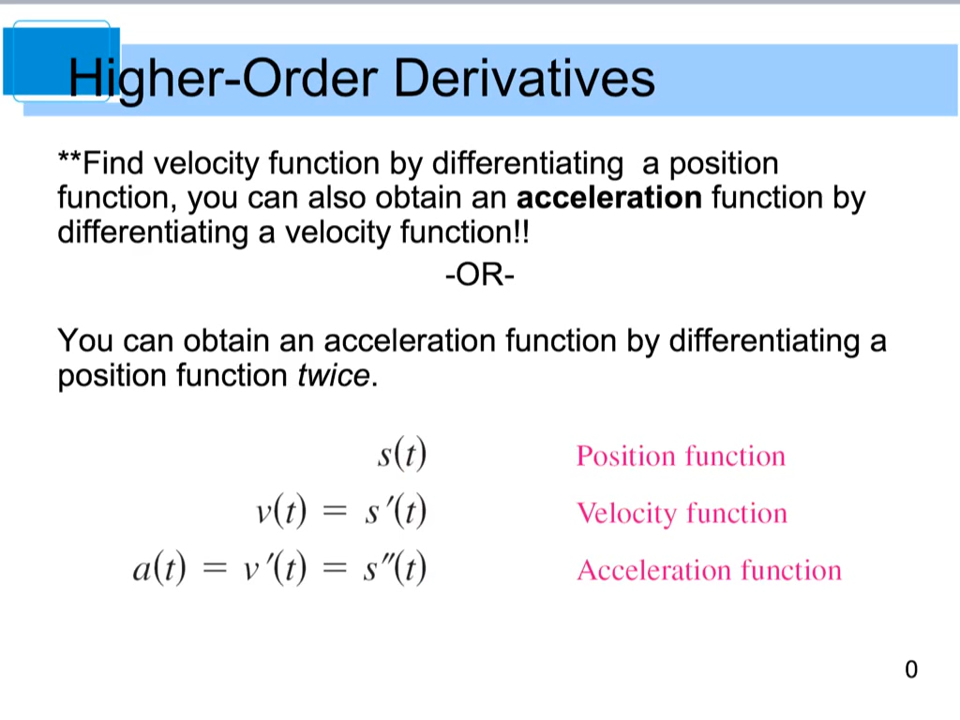 Higher-Order Derivatives
**Find velocity function by differentiating  a position
function, you can also obtain an acceleration function by
differentiating a velocity function!!
-OR-
You can obtain an acceleration function by differentiating a
position function twice.
s(t) Position function
v(t) = s′(t) Velocity function
a(t) = v′(t) = s″(t) Acceleration function
0